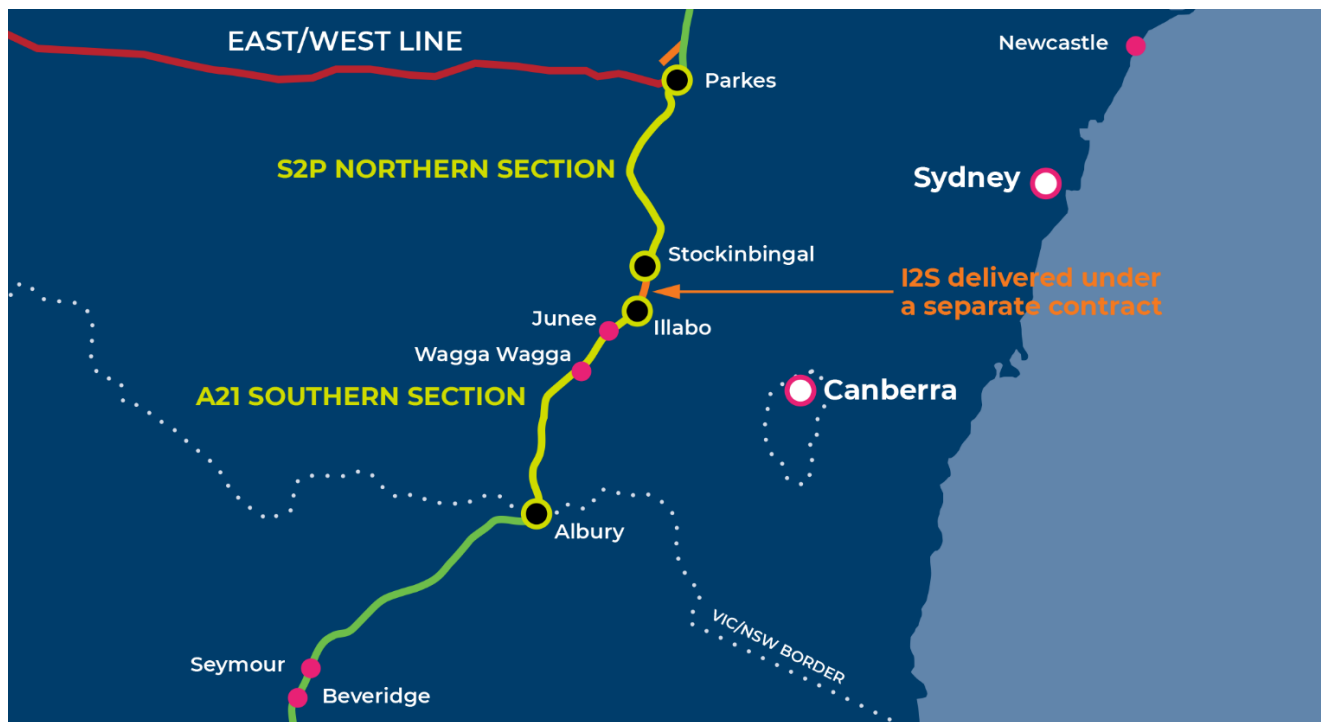 EAST/WEST LINE
Newcastle
Parkes
S2P NORTHERN SECTION
Sydney
Stockinbingal
I2S delivered under
a separate contract
Junee
Illabo
Wagga Wagga
A21 SOUTHERN SECTION
Canberra
Albury
VIC/NSW BORDER
Seymour
Beveridge